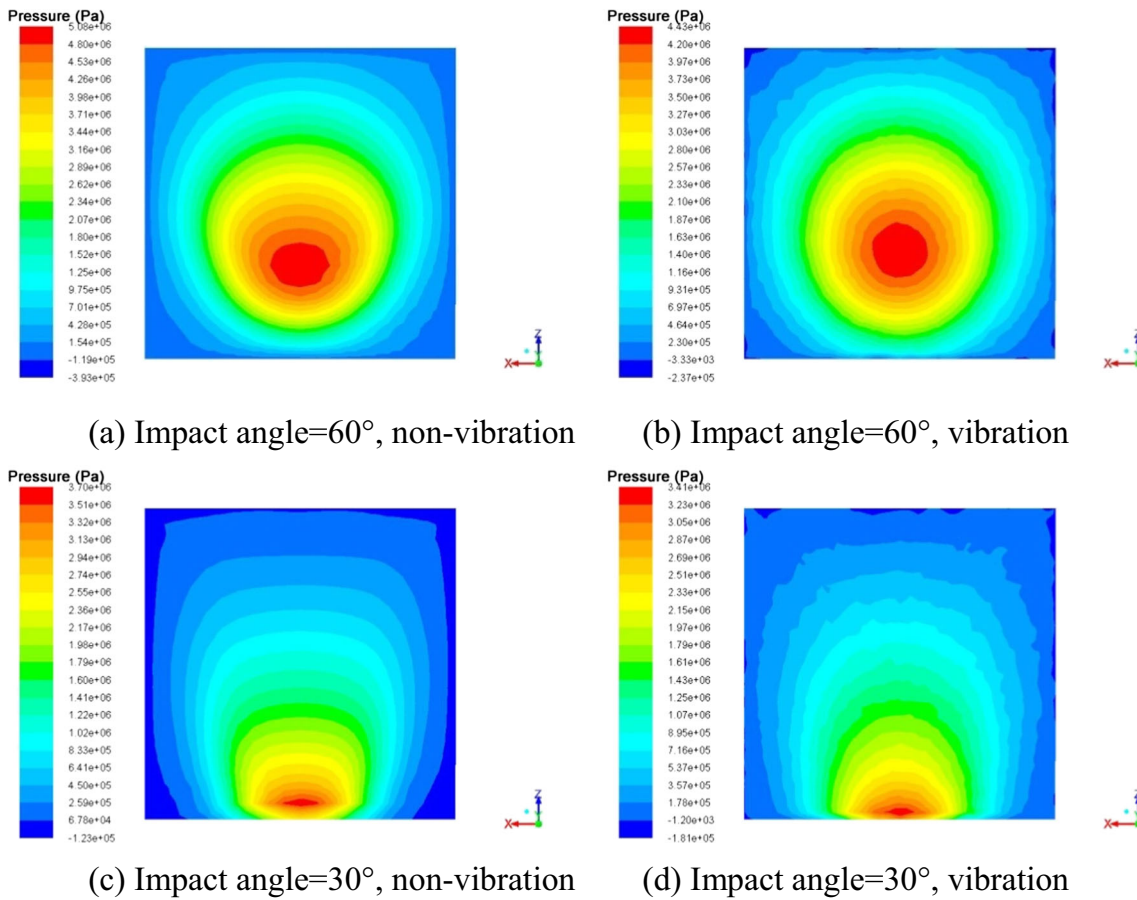 Pressure (Pa)
5.08e+06
4.80e+06
4.53e+06
4.26e+06
3.98e+06
3.71e+06
3.44e+06
3.16e+06
2.89e+06
2.62e+06
2.34e+06
2.07e+06
1.80e+06
1.52e+06
1.25e+06
9.75e+05
7.01e+05
4.28e+05
1.54e+05
-1.19e+05
-3.93e+05
Z
Y
X
(a) Impact angle=60°, non-vibration
Pressure (Pa)
4.43e+06
4.20e+06
3.97e+06
3.73e+06
3.50e+06
3.27e+06
3.03e+06
2.80e+06
2.57e+06
2.33e+06
2.10e+06
1.87e+06
1.63e+06
1.40e+06
1.16e+06
9.31e+05
6.97e+05
4.64e+05
2.30e+05
-3.33e+03
-2.37e+05
Z
Y
X
(b) Impact angle=60°, vibration
Pressure (Pa)
3.70e+06
3.51e+06
3.32e+06
3.13e+06
2.94e+06
2.74e+06
2.55e+06
2.36e+06
2.17e+06
1.98e+06
1.79e+06
1.60e+06
1.41e+06
1.22e+06
1.02e+06
8.33e+05
6.41e+05
4.50e+05
2.59e+05
6.78e+04
-1.23e+05
Z
X
(c) Impact angle=30°, non-vibration
Pressure (Pa)
3.41e+06
3.23e+06
3.05e+06
2.87e+06
2.69e+06
2.51e+06
2.33e+06
2.15e+06
1.97e+06
1.79e+06
1.61e+06
1.43e+06
1.25e+06
1.07e+06
8.95e+05
7.16e+05
5.37e+05
3.57e+05
1.78e+05
-1.20e+03
-1.81e+05
Z
X
(d) Impact angle=30°, vibration